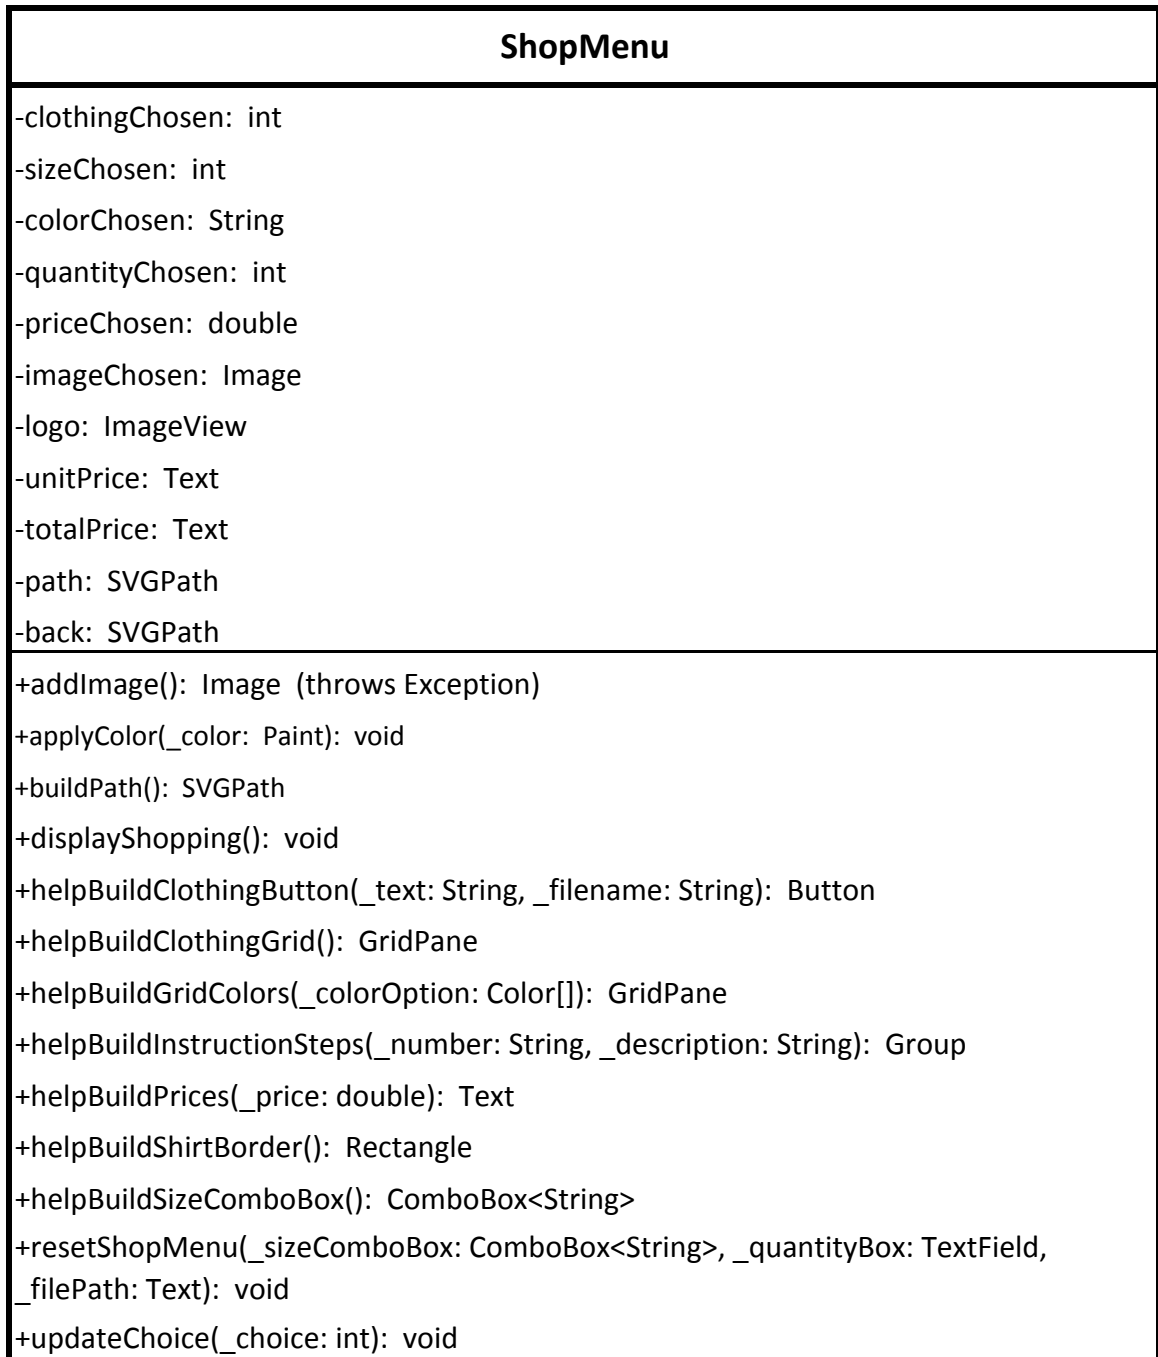 ShopMenu
-clothingChosen:  int
-sizeChosen:  int
-colorChosen:  String
-quantityChosen:  int
-priceChosen:  double
-imageChosen:  Image
-logo:  ImageView
-unitPrice:  Text
-totalPrice:  Text
-path:  SVGPath
-back:  SVGPath
+addImage():  Image  (throws Exception)
+applyColor(_color:  Paint):  void
+buildPath():  SVGPath
+displayShopping():  void
+helpBuildClothingButton(_text: String, _filename: String):  Button
+helpBuildClothingGrid():  GridPane
+helpBuildGridColors(_colorOption: Color[]):  GridPane
+helpBuildInstructionSteps(_number: String, _description: String):  Group
+helpBuildPrices(_price: double):  Text
+helpBuildShirtBorder():  Rectangle
+helpBuildSizeComboBox():  ComboBox<String>
+resetShopMenu(_sizeComboBox: ComboBox<String>, _quantityBox: TextField,
_filePath: Text):  void
+updateChoice(_choice: int):  void